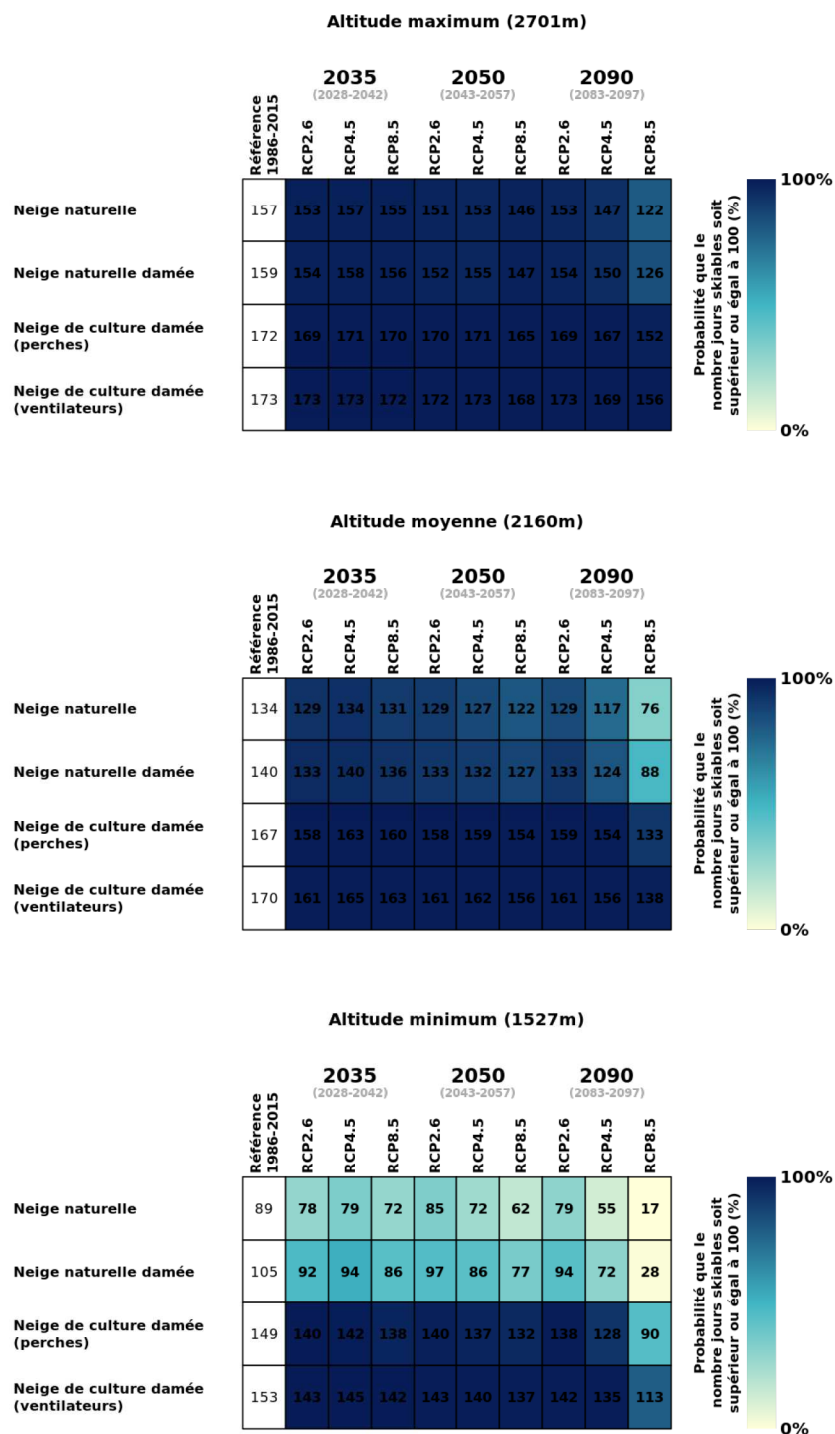 Altitude maximum (2701m)
2035 2050 2090
(2028-2042) (2043-2057) (2083-2097)
Référence
1986-2015
RCP2.6 RCP4.5 RCP8.5 RCP2.6 RCP4.5 RCP8.5 RCP2.6 RCP4.5 RCP8.5
Neige naturelle 157 153 157 155 151 153 146 153 147 122
Neige naturelle damée 159 154 158 156 152 155 147 154 150 126
Neige de culture damée
(perches) 172 169 171 170 170 171 165 169 167 152
Neige de culture damée
(ventilateurs) 173 173 173 172 172 173 168 173 169 156
100%
0%
Probabilité que le
nombre jours skiables soit
supérieur ou égal à 100 (%)
Altitude moyenne (2160m)
2035 2050 2090
(2028-2042) (2043-2057) (2083-2097)
Référence
1986-2015
RCP2.6 RCP4.5 RCP8.5 RCP2.6 RCP4.5 RCP8.5 RCP2.6 RCP4.5 RCP8.5
Neige naturelle 134 129 134 131 129 127 122 129 117 76
Neige naturelle damée 140 133 140 136 133 132 127 133 124 88
Neige de culture damée
(perches) 167 158 163 160 158 159 154 159 154 133
Neige de culture damée
(ventilateurs) 170 161 165 163 161 162 156 161 156 138
100%
0%
Probabilité que le
nombre jours skiables soit
supérieur ou égal à 100 (%)
Altitude minimum (1527m)
2035 2050 2090
(2028-2042) (2043-2057) (2083-2097)
Référence
1986-2015
RCP2.6 RCP4.5 RCP8.5 RCP2.6 RCP4.5 RCP8.5 RCP2.6 RCP4.5 RCP8.5
Neige naturelle 89 78 79 72 85 72 62 79 55 17
Neige naturelle damée 105 92 94 86 97 86 77 94 72 28
Neige de culture damée
(perches) 149 140 142 138 140 137 132 138 128 90
Neige de culture damée
(ventilateurs) 153 143 145 142 143 140 137 142 135 113
100%
0%
Probabilité que le
nombre jours skiables soit
supérieur ou égal à 100 (%)